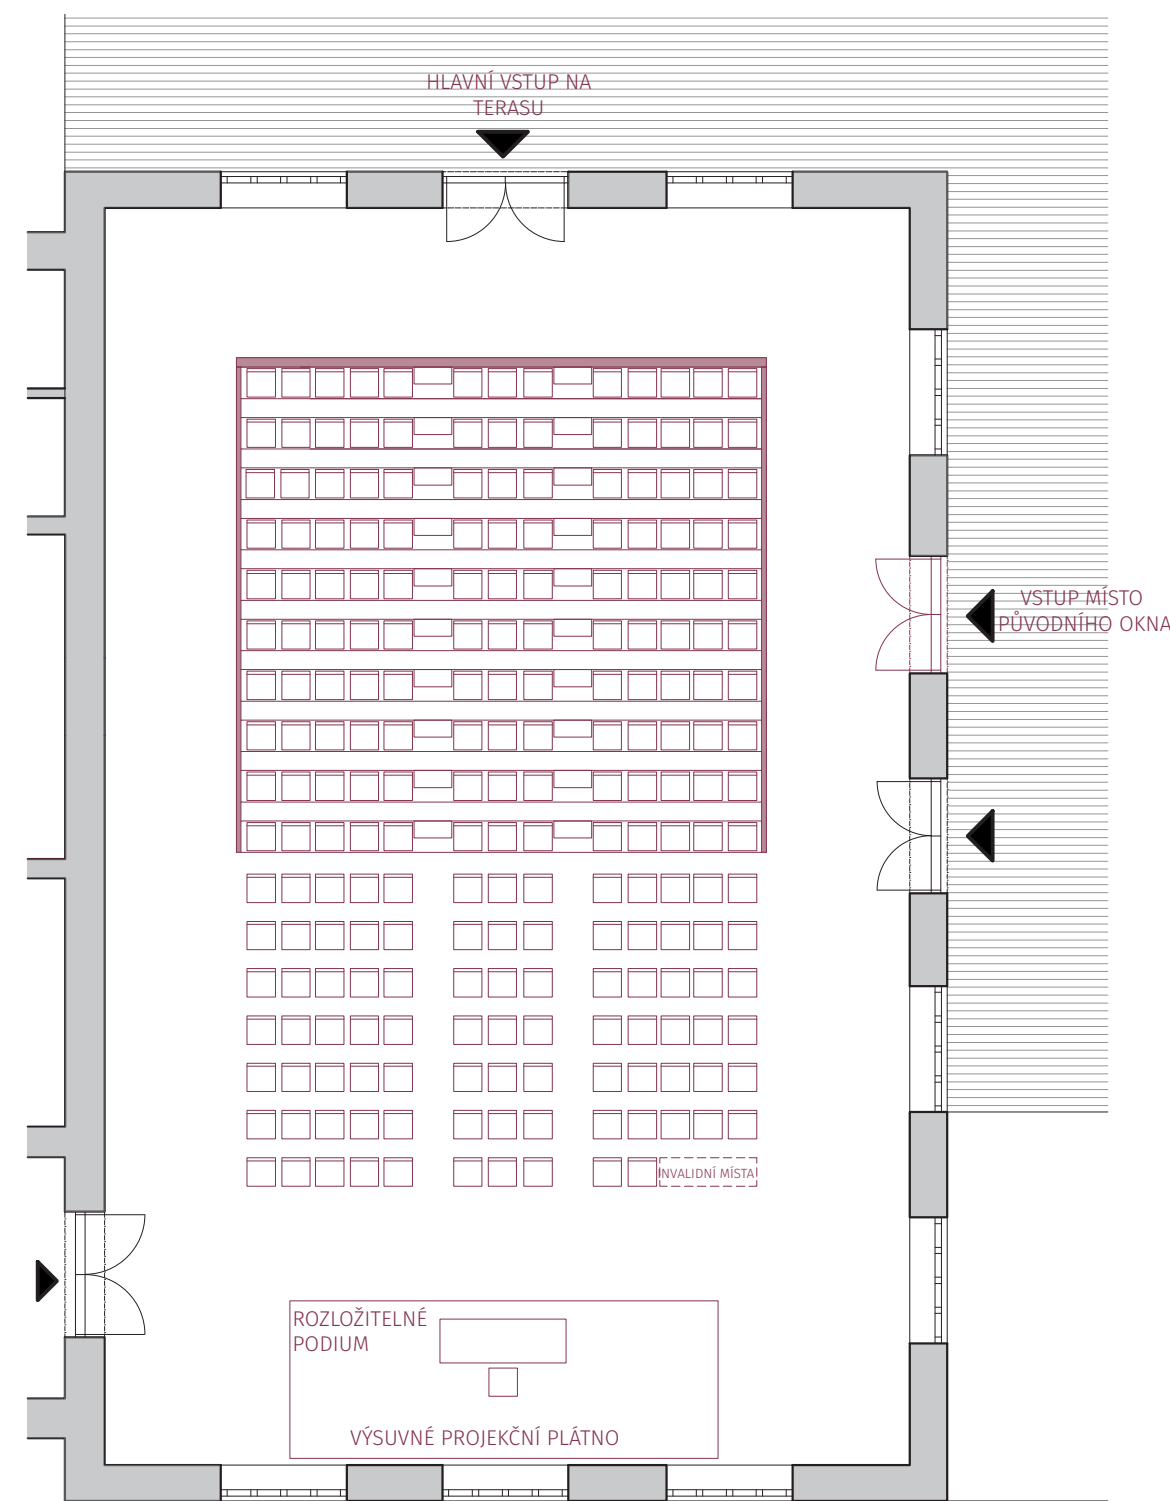 HLAVNÍ VSTUP NA
TERASU
VSTUP MÍSTO
PŮVODNÍHO OKNA
INVALIDNÍ MÍSTA
ROZLOŽITELNÉ
PODIUM
VÝSUVNÉ PROJEKČNÍ PLÁTNO